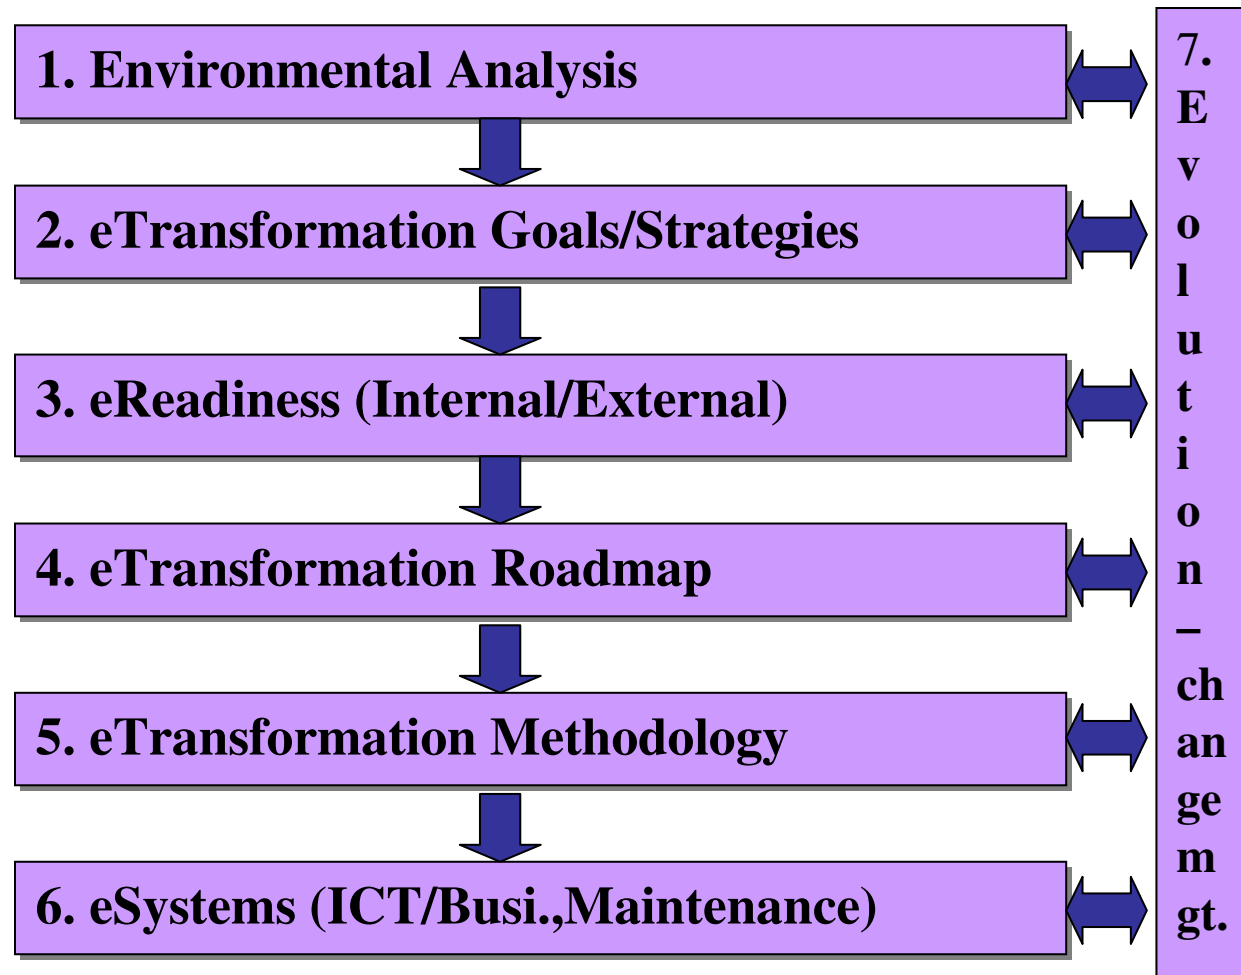 1. Environmental Analysis
2. eTransformation Goals/Strategies
3. eReadiness (Internal/External)
4. eTransformation Roadmap
5. eTransformation Methodology
6. eSystems (ICT/Busi.,Maintenance)
7.
E
v
o
l
u
t
i
o
n
–
ch
an
ge
m
gt.